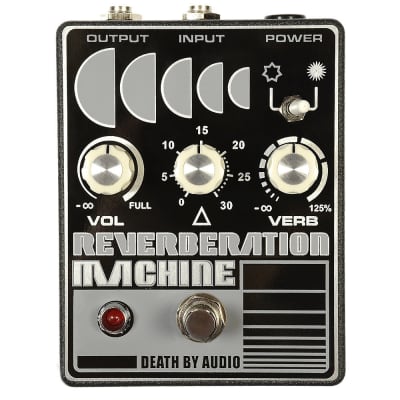 OUTPUT INPUT POWER
15
10 20
5 25
0 30
-∞ FULL
-∞ 125%
VOL Δ VERB
REVERBERATION
MACHINE
DEATH BY AUDIO